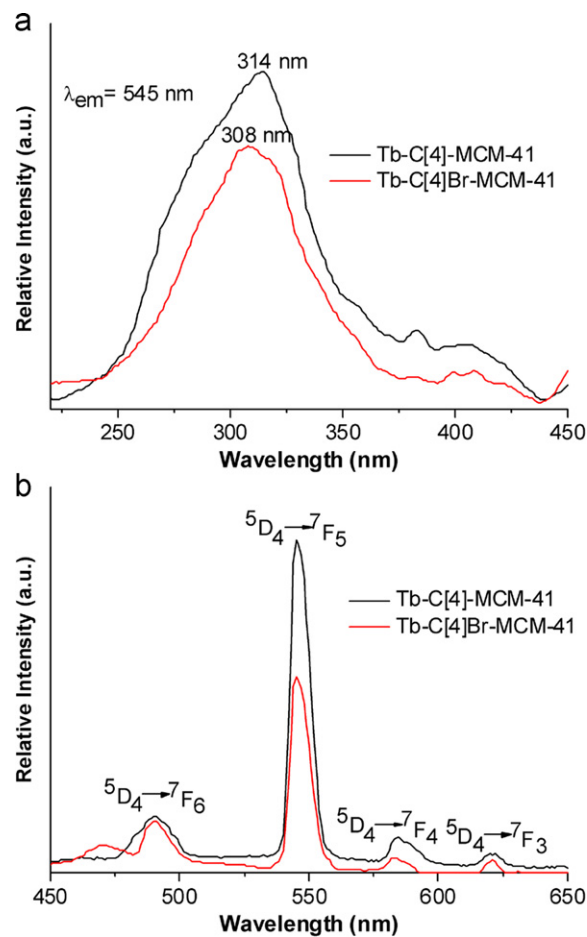 a
314 nm
λem= 545 nm
308 nm
Tb-C[4]-MCM-41
Tb-C[4]Br-MCM-41
Relative Intensity (a.u.)
250 300 350 400 450
Wavelength (nm)
b
⁵D₄→⁷F₅
Tb-C[4]-MCM-41
Tb-C[4]Br-MCM-41
Relative Intensity (a.u.)
⁵D₄→⁷F₆
⁵D₄→⁷F₄
⁵D₄→⁷F₃
450 500 550 600 650
Wavelength (nm)